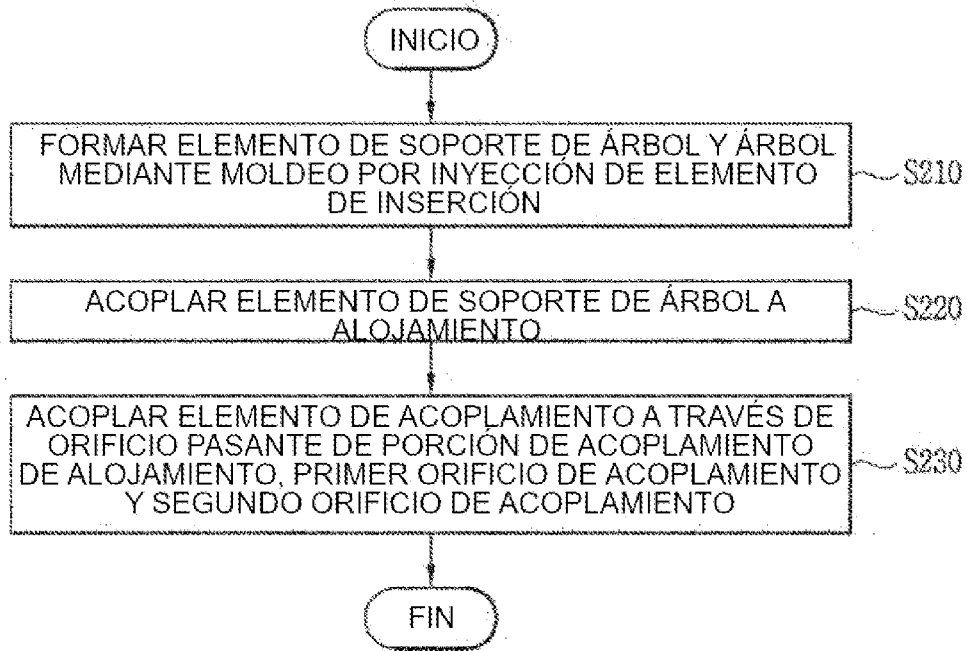 INICIO
FORMAR ELEMENTO DE SOPORTE DE ÁRBOL Y ÁRBOL
MEDIANTE MOLDEO POR INYECCIÓN DE ELEMENTO
DE INSERCIÓN
S210
ACOPLAR ELEMENTO DE SOPORTE DE ÁRBOL A
ALOJAMIENTO
S220
ACOPLAR ELEMENTO DE ACOPLAMIENTO A TRAVÉS DE
ORIFICIO PASANTE DE PORCIÓN DE ACOPLAMIENTO
DE ALOJAMIENTO, PRIMER ORIFICIO DE ACOPLAMIENTO
Y SEGUNDO ORIFICIO DE ACOPLAMIENTO
S230
FIN